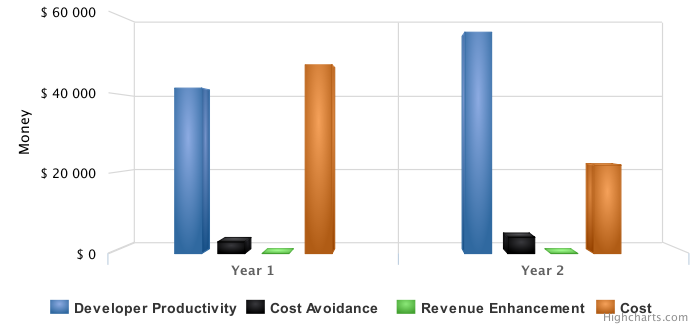 $ 60 000
$ 40 000
$ 20 000
$ 0
Money
Year 1
Year 2
Developer Productivity
Cost Avoidance
Revenue Enhancement
Cost
Highcharts.com